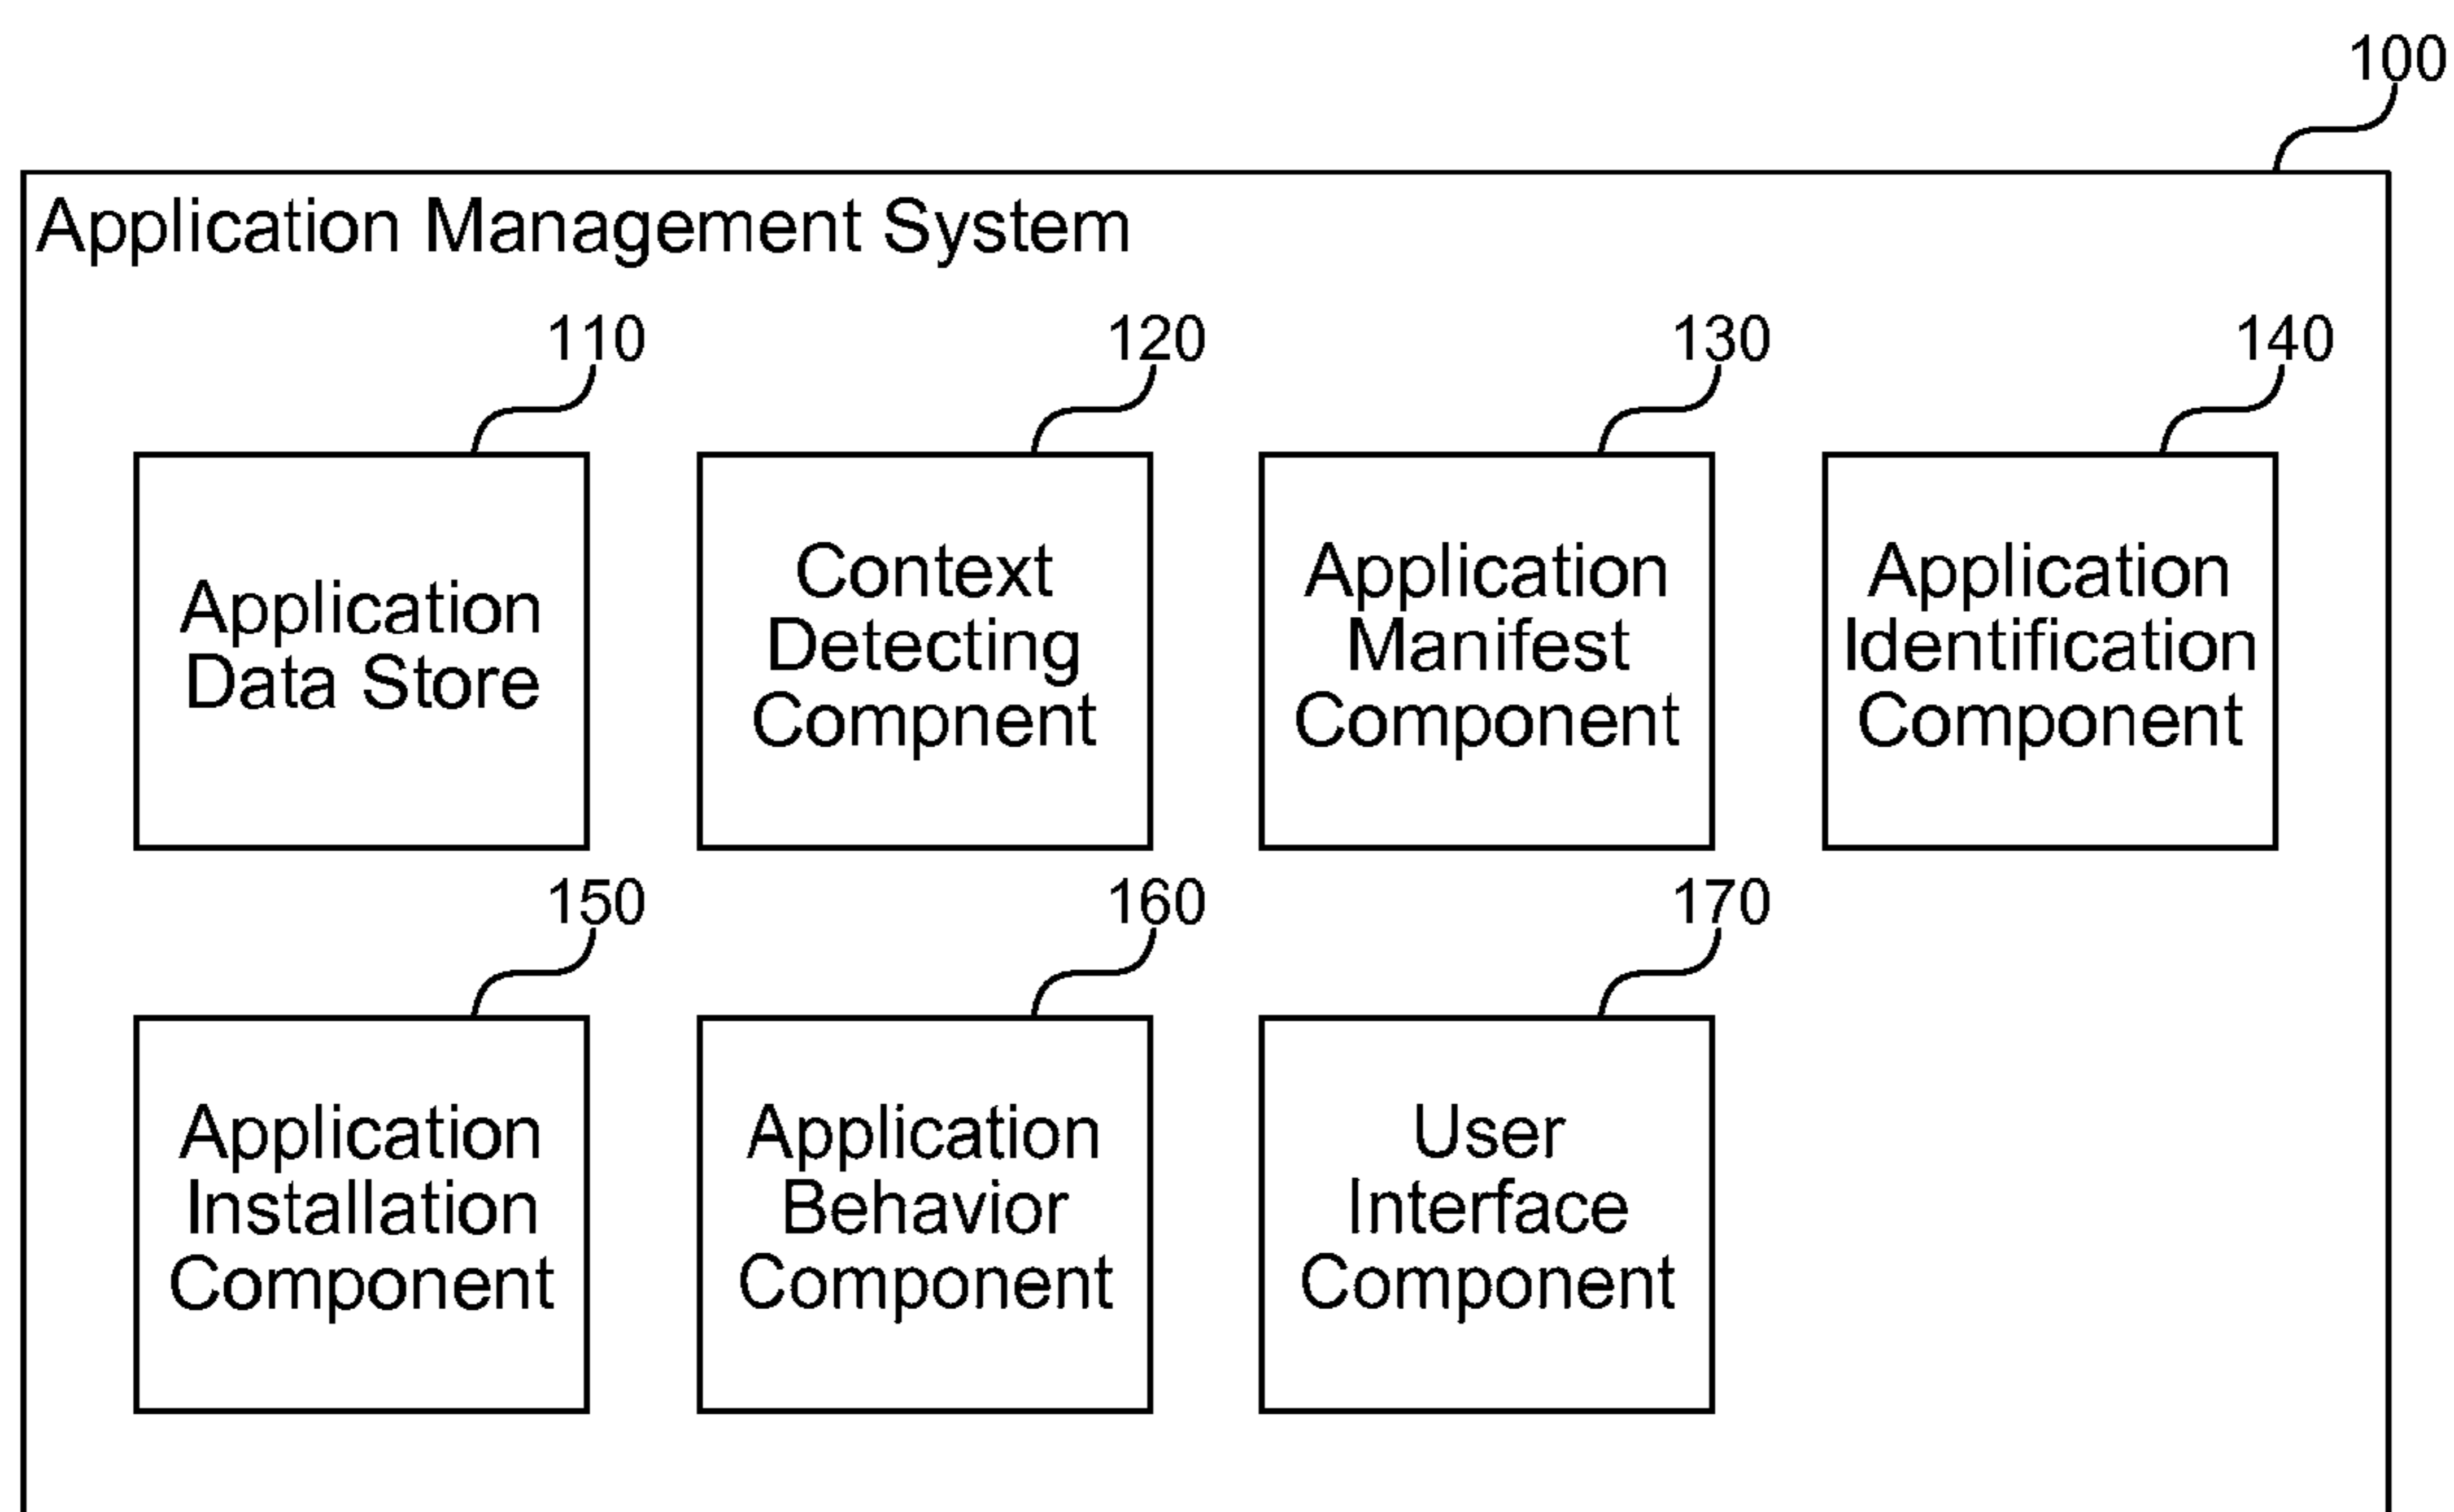 100
Application Management System
110
120
130
140
Application
Data Store
Context
Detecting
Compnent
Application
Manifest
Component
Application
Identification
Component
150
160
170
Application
Installation
Component
Application
Behavior
Component
User
Interface
Component